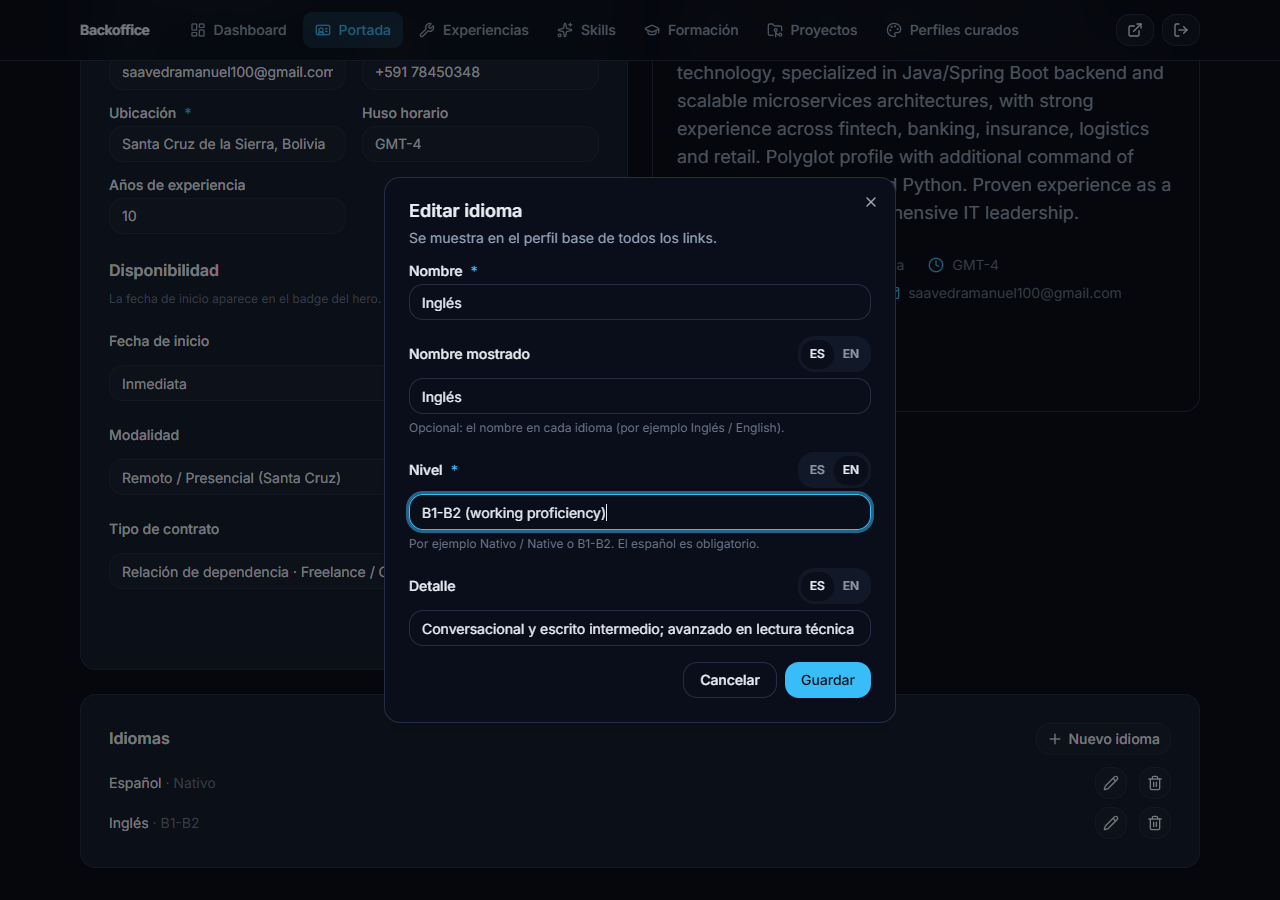 Backoffice Dashboard Portada Experiencias Skills Formación Proyectos Perfiles curados
saavedramanuel100@gmail.com +591 78450348
Ubicación *
Huso horario
Santa Cruz de la Sierra, Bolivia
GMT-4
Años de experiencia
10
Disponibilidad
La fecha de inicio aparece en el badge del hero.
Fecha de inicio
Inmediata
Modalidad
Remoto / Presencial (Santa Cruz)
Tipo de contrato
Relación de dependencia · Freelance /
technology, specialized in Java/Spring Boot backend and
scalable microservices architectures, with strong
experience across fintech, banking, insurance, logistics
and retail. Polyglot profile with additional command of
Python. Proven experience as a
IT leadership.
GMT-4
saavedramanuel100@gmail.com
Editar idioma
Se muestra en el perfil base de todos los links.
Nombre *
Inglés
Nombre mostrado
ES EN
Inglés
Opcional: el nombre en cada idioma (por ejemplo Inglés / English).
Nivel *
ES EN
B1-B2 (working proficiency)
Por ejemplo Nativo / Native o B1-B2. El español es obligatorio.
Detalle
ES EN
Conversacional y escrito intermedio; avanzado en lectura técnica
Cancelar Guardar
Idiomas
Nuevo idioma
Español · Nativo
Inglés · B1-B2